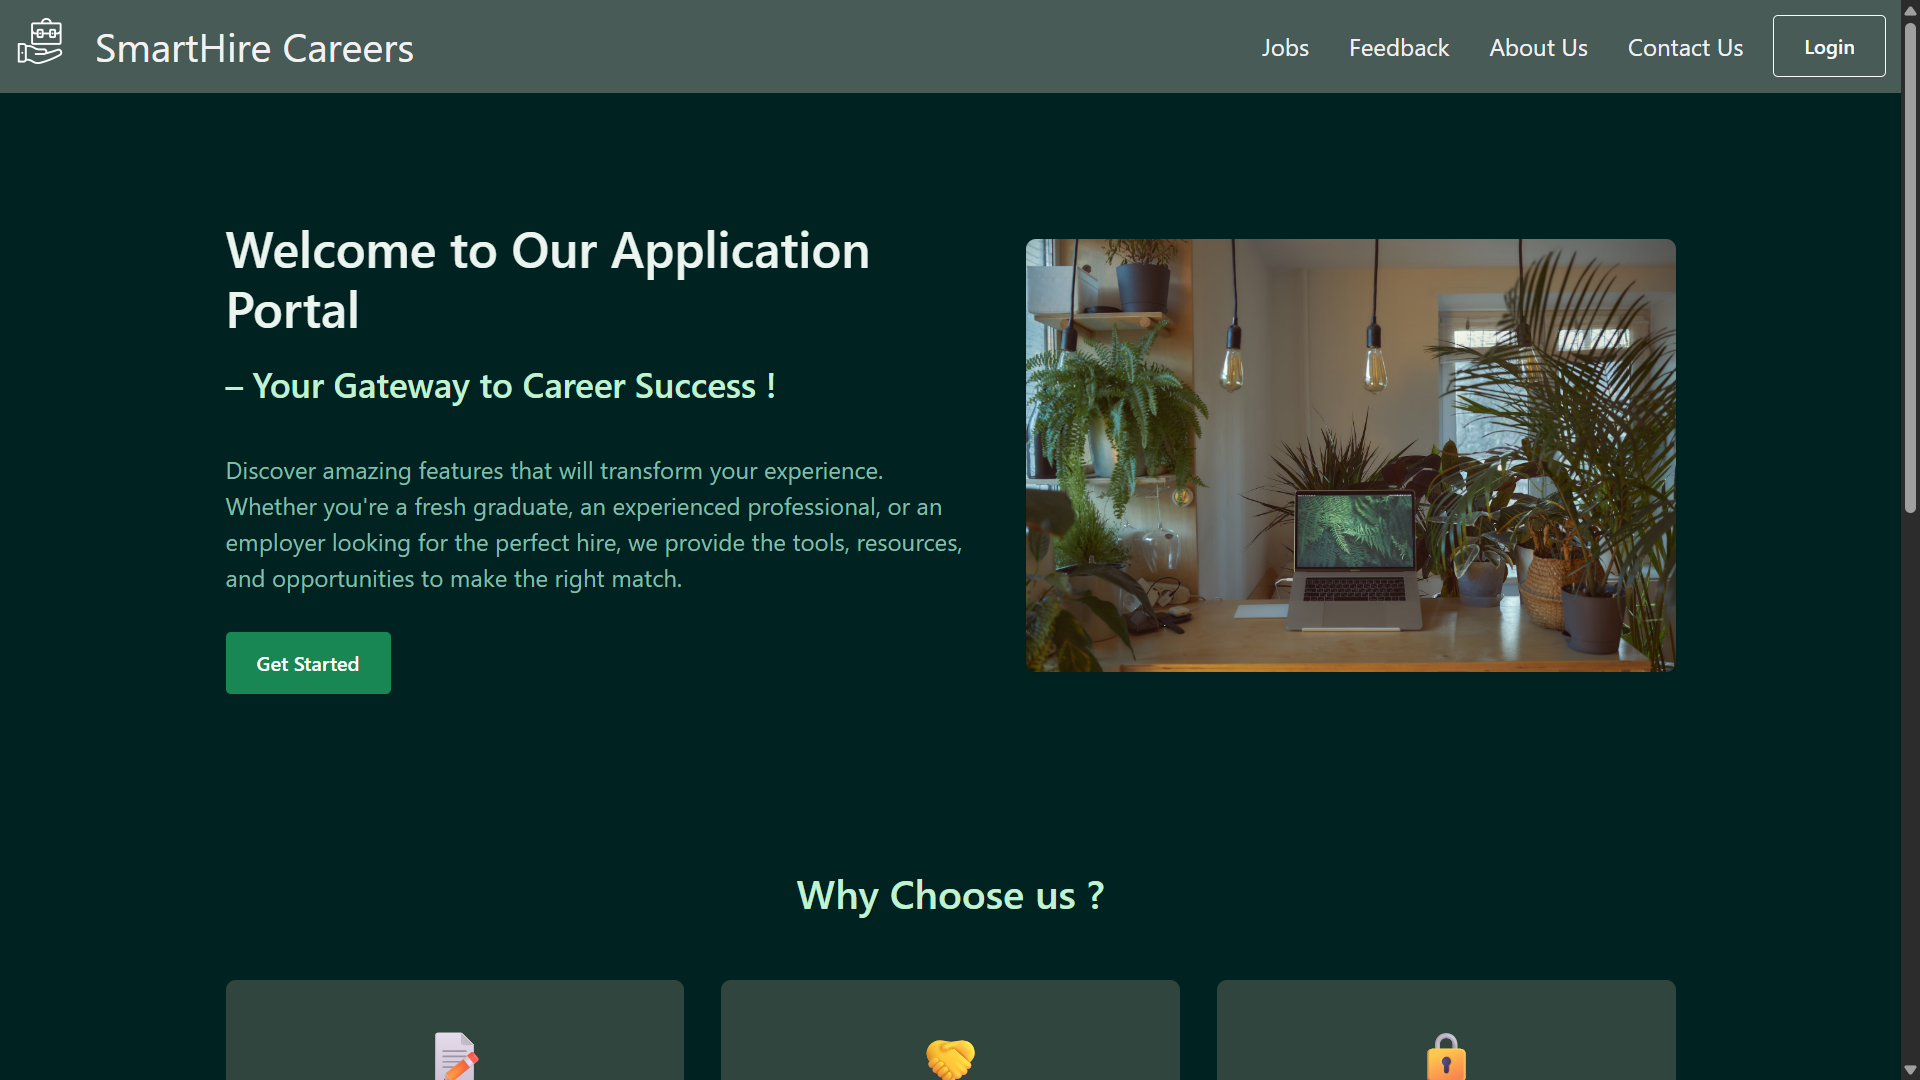 SmartHire Careers
Jobs
Feedback
About Us
Contact Us
Login
Welcome to Our Application
Portal
– Your Gateway to Career Success !
Discover amazing features that will transform your experience.
Whether you're a fresh graduate, an experienced professional, or an
employer looking for the perfect hire, we provide the tools, resources,
and opportunities to make the right match.
Get Started
Why Choose us ?